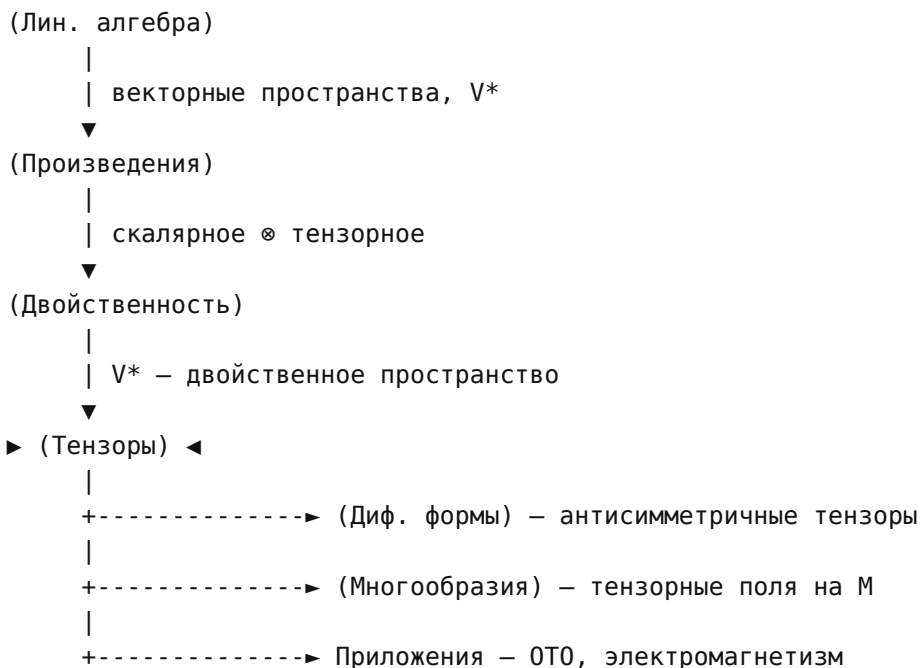 (Лин. алгебра)
|
| векторные пространства, V*
▼
(Произведения)
|
| скалярное ⊗ тензорное
▼
(Двойственность)
|
| V* — двойственное пространство
▼
► (Тензоры) ◄
|
+--------------► (Диф. формы) — антисимметричные тензоры
|
+--------------► (Многообразия) — тензорные поля на M
|
+--------------► Приложения — ОТО, электромагнетизм